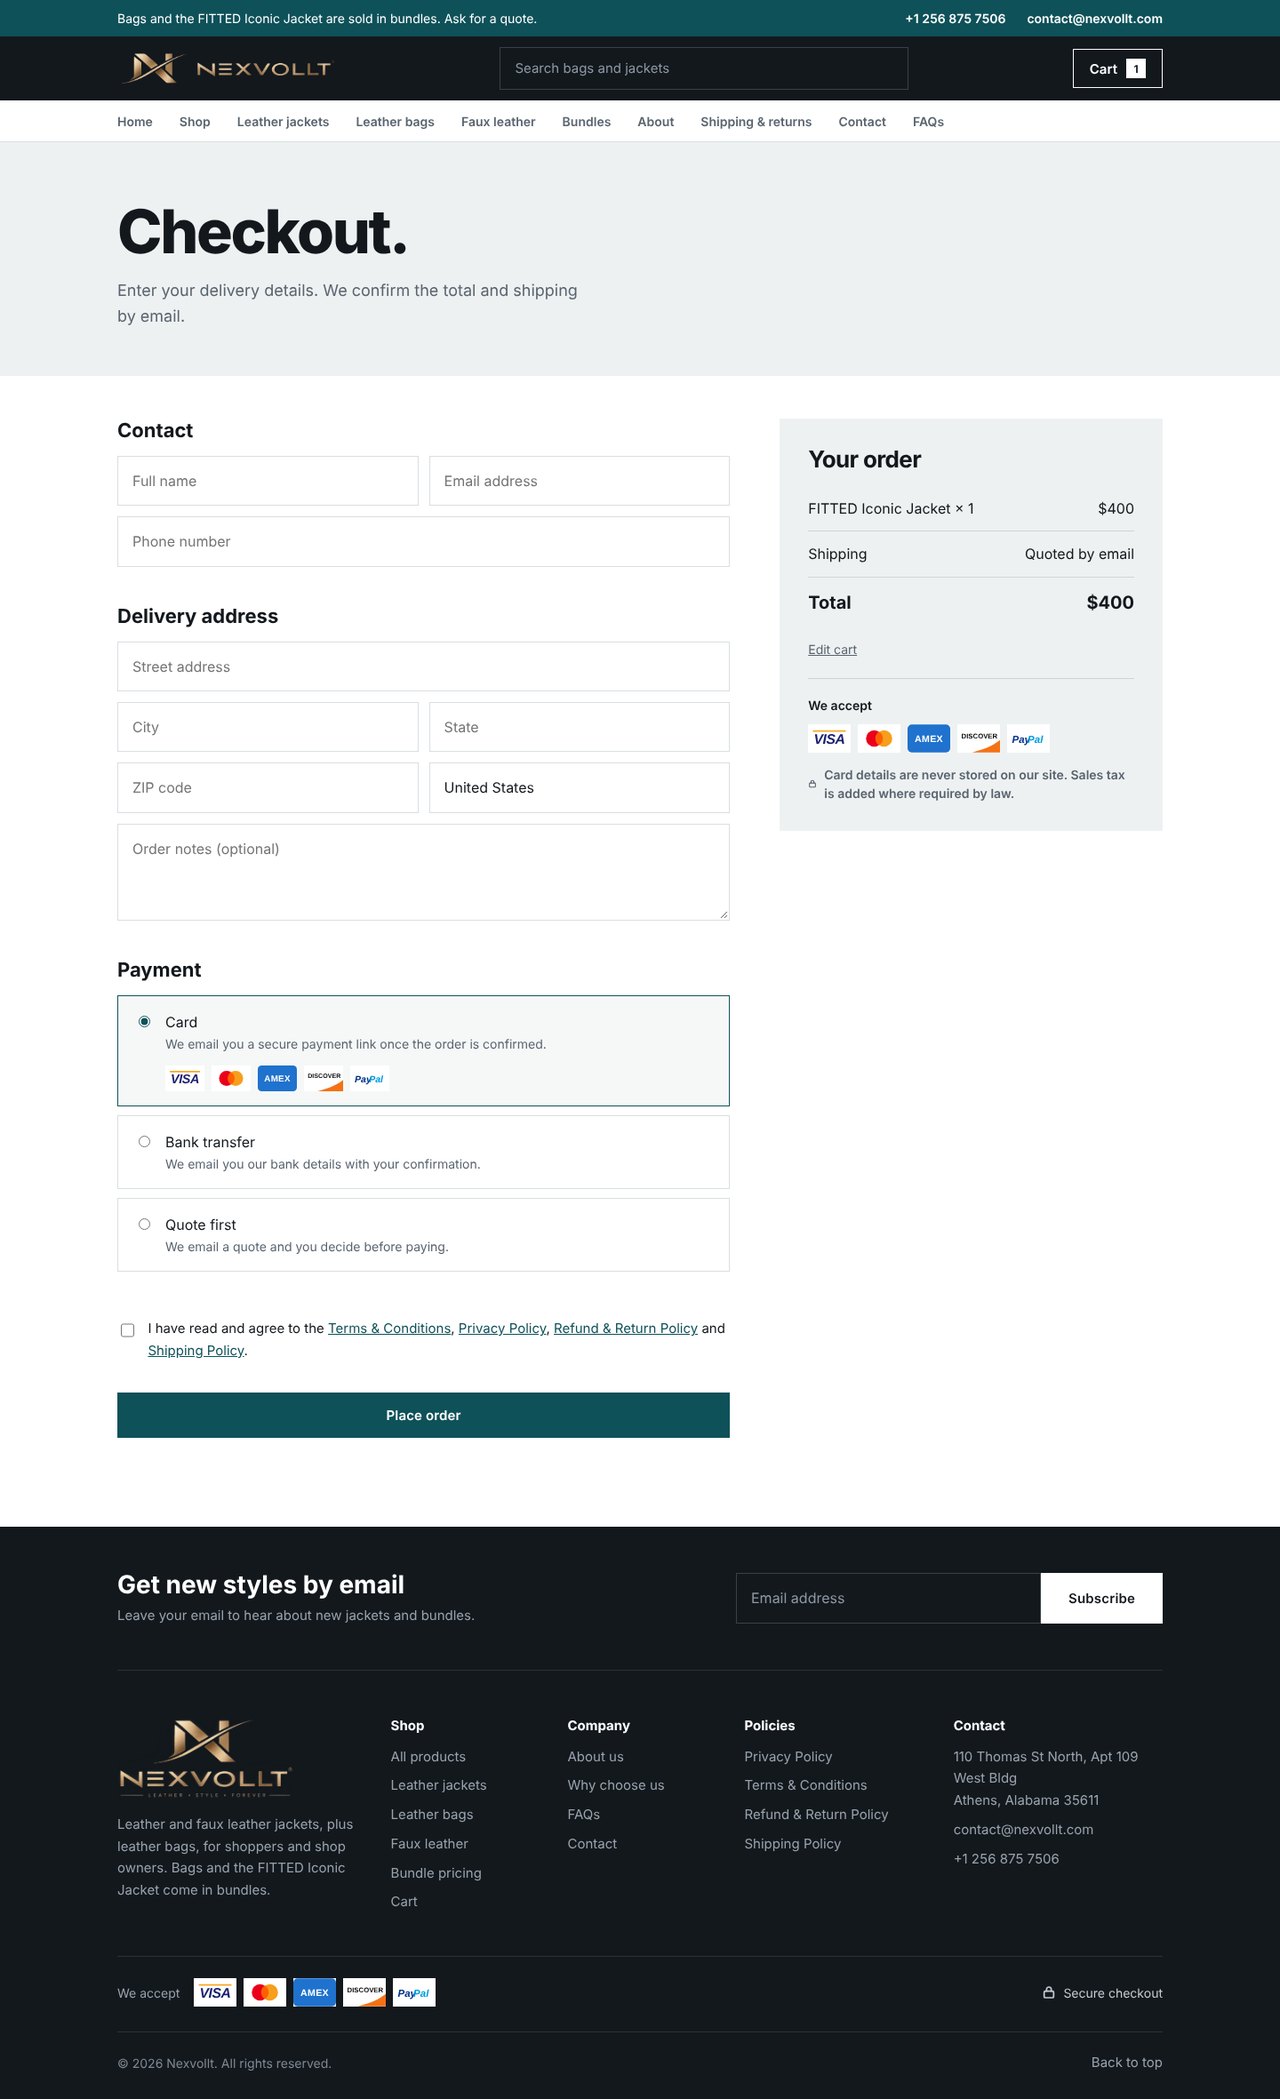 Bags and the FITTED Iconic Jacket are sold in bundles. Ask for a quote.
+1 256 875 7506 contact@nexvollt.com
NEXVOLLT
Search bags and jackets
Cart 1
Home Shop Leather jackets Leather bags Faux leather Bundles About Shipping & returns Contact FAQs
Checkout.
Enter your delivery details. We confirm the total and shipping
by email.
Contact
Full name Email address
Phone number
Delivery address
Street address
City State
ZIP code United States
Order notes (optional)
Payment
Card
We email you a secure payment link once the order is confirmed.
VISA AMEX DISCOVER PayPal
Bank transfer
We email you our bank details with your confirmation.
Quote first
We email a quote and you decide before paying.
I have read and agree to the Terms & Conditions, Privacy Policy, Refund & Return Policy and
Shipping Policy.
Place order
Your order
FITTED Iconic Jacket × 1 $400
Shipping Quoted by email
Total $400
Edit cart
We accept
VISA AMEX DISCOVER PayPal
Card details are never stored on our site. Sales tax
is added where required by law.
Get new styles by email
Leave your email to hear about new jackets and bundles.
Email address Subscribe
NEXVOLLT
LEATHER • STYLE • FOREVER
Leather and faux leather jackets, plus
leather bags, for shoppers and shop
owners. Bags and the FITTED Iconic
Jacket come in bundles.
Shop
All products
Leather jackets
Leather bags
Faux leather
Bundle pricing
Cart
Company
About us
Why choose us
FAQs
Contact
Policies
Privacy Policy
Terms & Conditions
Refund & Return Policy
Shipping Policy
Contact
110 Thomas St North, Apt 109
West Bldg
Athens, Alabama 35611
contact@nexvollt.com
+1 256 875 7506
We accept VISA AMEX DISCOVER PayPal
Secure checkout
© 2026 Nexvollt. All rights reserved.
Back to top